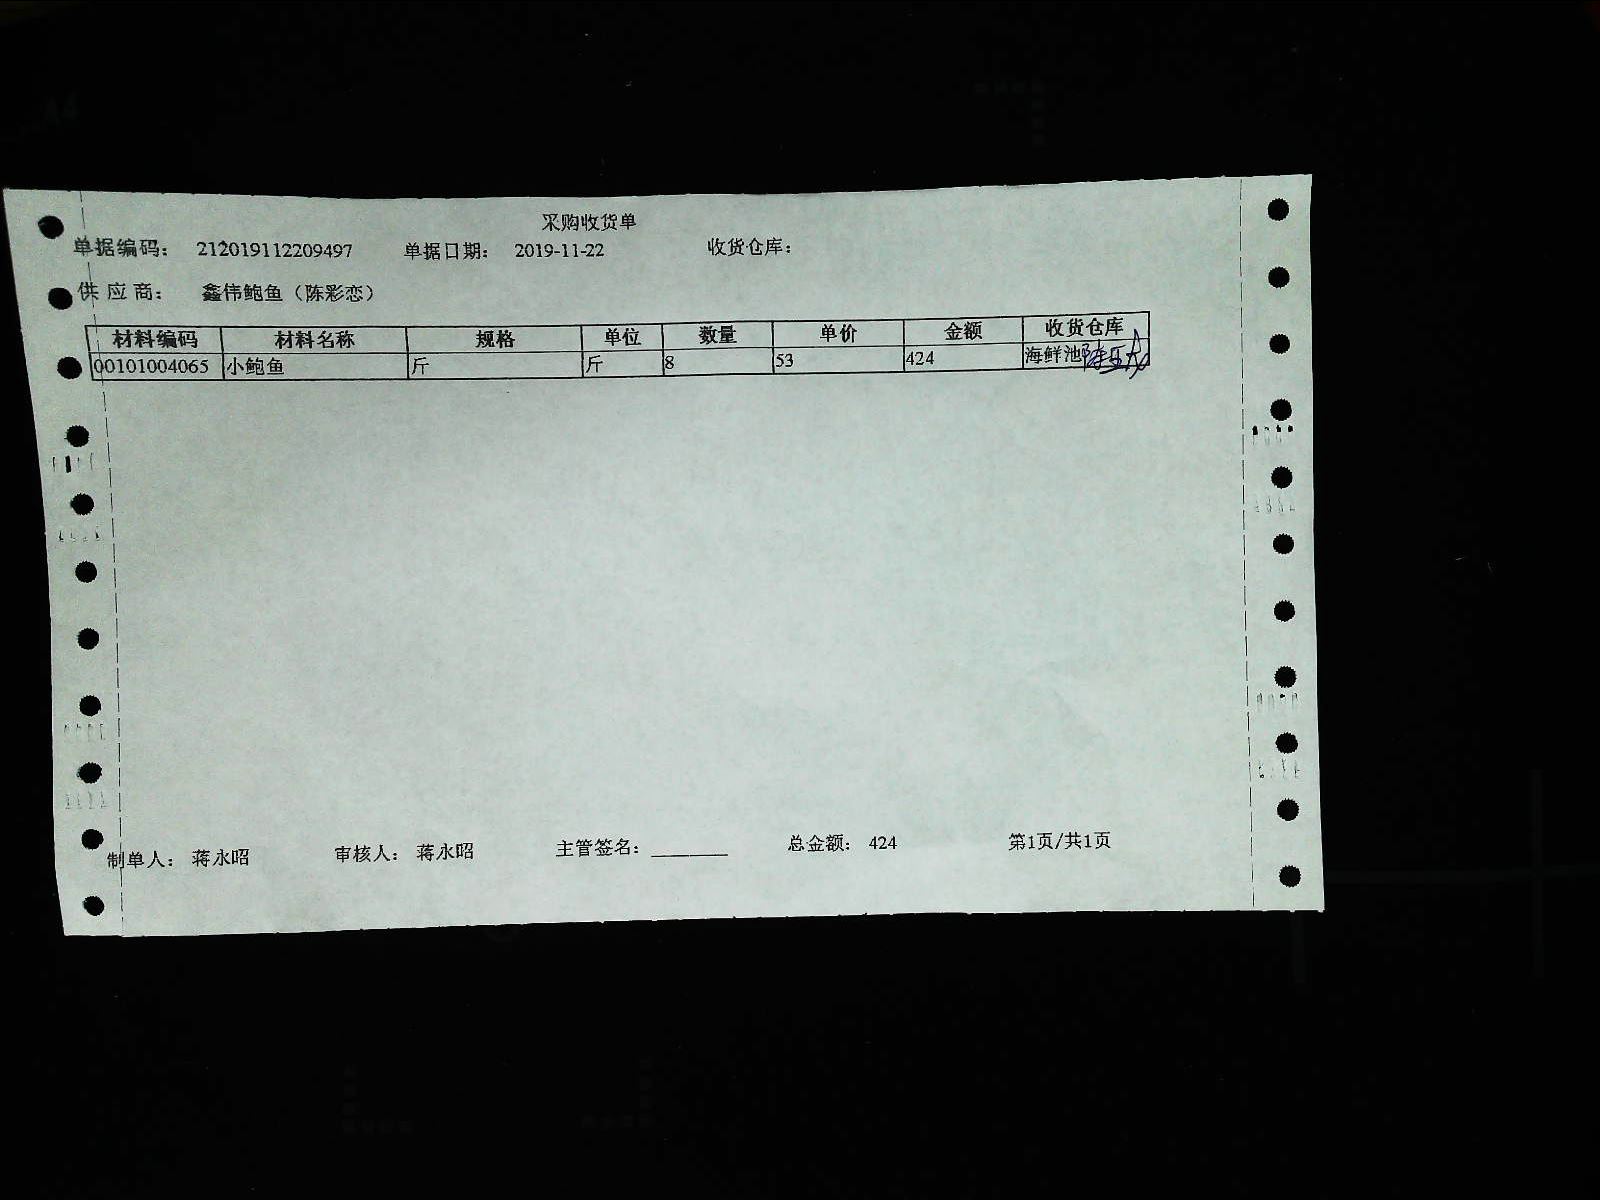 采购收货单
单据编码： 212019112209497 单据日期： 2019-11-22 收货仓库：
供应商： 鑫伟鲍鱼（陈彩恋）
材料编码 材料名称 规格 单位 数量 单价 金额 收货仓库
00101004065 小鲍鱼 斤 斤 8 53 424 海鲜池
制单人： 蒋永昭 审核人： 蒋永昭 主管签名：________ 总金额： 424 第1页/共1页